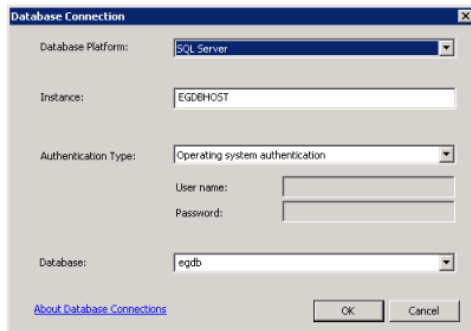 Database Connection
Database Platform: SQL Server
Instance: EGDBHOST
Authentication Type: Operating system authentication
User name:
Password:
Database: egdb
About Database Connections OK Cancel